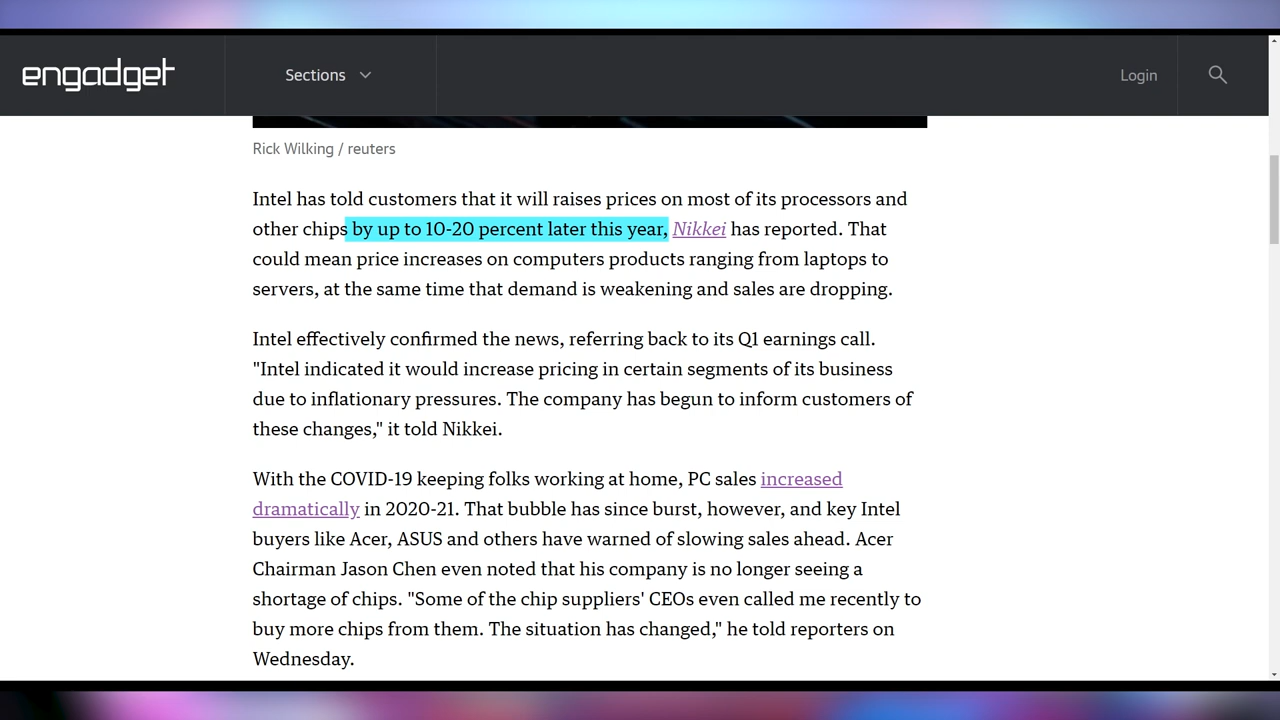 engadget
Sections
Login
Rick Wilking / reuters
Intel has told customers that it will raises prices on most of its processors and
other chips by up to 10-20 percent later this year, Nikkei has reported. That
could mean price increases on computers products ranging from laptops to
servers, at the same time that demand is weakening and sales are dropping.
Intel effectively confirmed the news, referring back to its Q1 earnings call.
"Intel indicated it would increase pricing in certain segments of its business
due to inflationary pressures. The company has begun to inform customers of
these changes," it told Nikkei.
With the COVID-19 keeping folks working at home, PC sales increased
dramatically in 2020-21. That bubble has since burst, however, and key Intel
buyers like Acer, ASUS and others have warned of slowing sales ahead. Acer
Chairman Jason Chen even noted that his company is no longer seeing a
shortage of chips. "Some of the chip suppliers' CEOs even called me recently to
buy more chips from them. The situation has changed," he told reporters on
Wednesday.